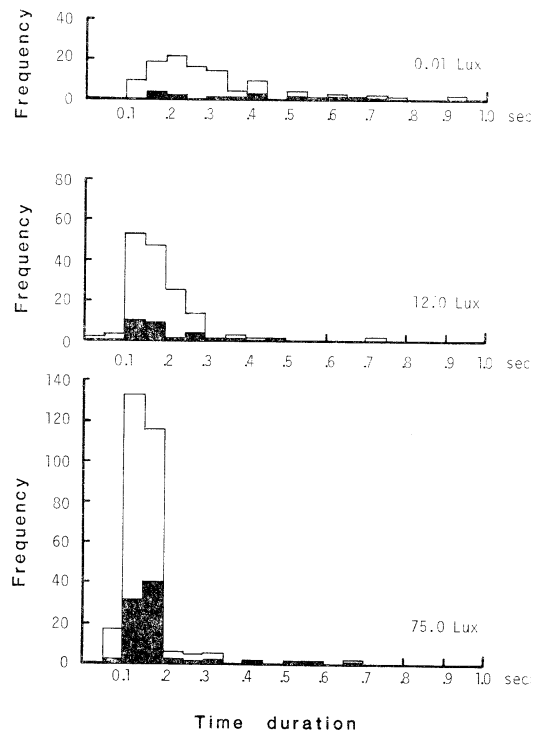 Frequency
40
20
0
0.01 Lux
0.1 .2 .3 .4 .5 .6 .7 .8 .9 1.0 sec
Frequency
80
60
40
20
0
12.0 Lux
0.1 .2 .3 .4 .5 .6 .7 .8 .9 1.0 sec
Frequency
140
120
100
80
60
40
20
0
75.0 Lux
0.1 .2 .3 .4 .5 .6 .7 .8 .9 1.0 sec
Time duration